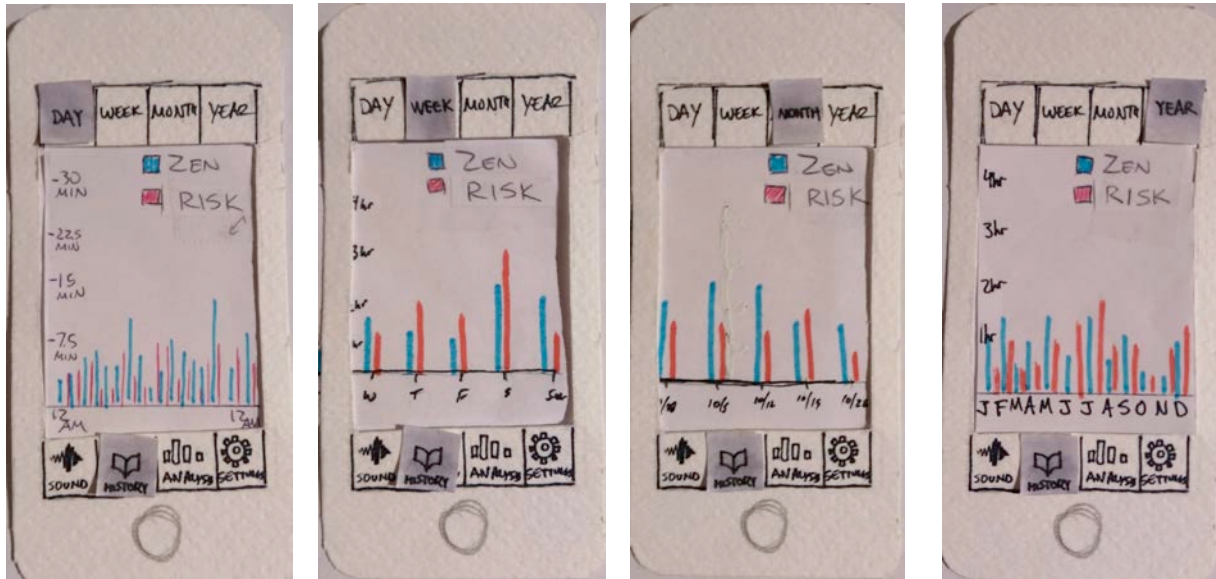 DAY WEEK MONTH YEAR
ZEN
RISK
-30
MIN
-22.5
MIN
-15
MIN
-7.5
MIN
12
AM
12
AM
SOUND HISTORY ANALYSIS SETTINGS
DAY WEEK MONTH YEAR
ZEN
RISK
4hr
3hr
hr
hr
W T F S Sun
SOUND HISTORY ANALYSIS SETTINGS
DAY WEEK MONTH YEAR
ZEN
RISK
10/5 10/12 10/19 10/26
SOUND HISTORY ANALYSIS SETTINGS
DAY WEEK MONTH YEAR
ZEN
RISK
4hr
3hr
2hr
1hr
J F M A M J J A S O N D
SOUND HISTORY ANALYSIS SETTINGS